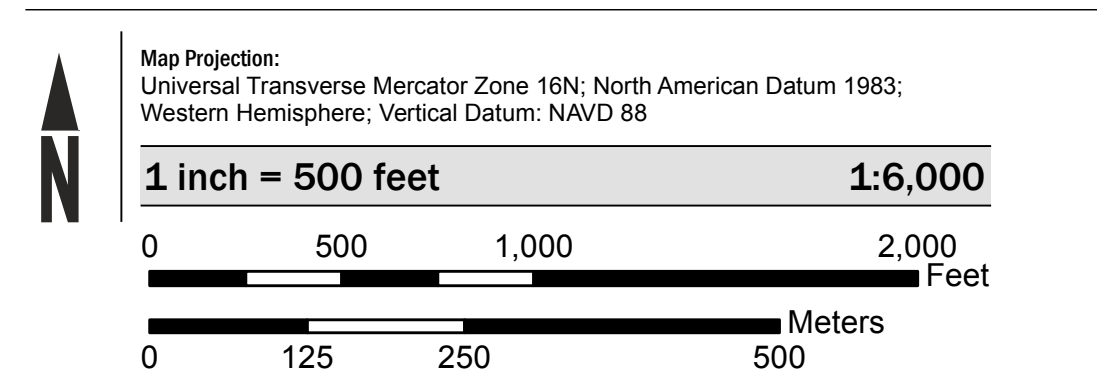 Map Projection:
Universal Transverse Mercator Zone 16N; North American Datum 1983;
Western Hemisphere; Vertical Datum: NAVD 88
N
1 inch = 500 feet 1:6,000
0 500 1,000 2,000
Feet
Meters
0 125 250 500